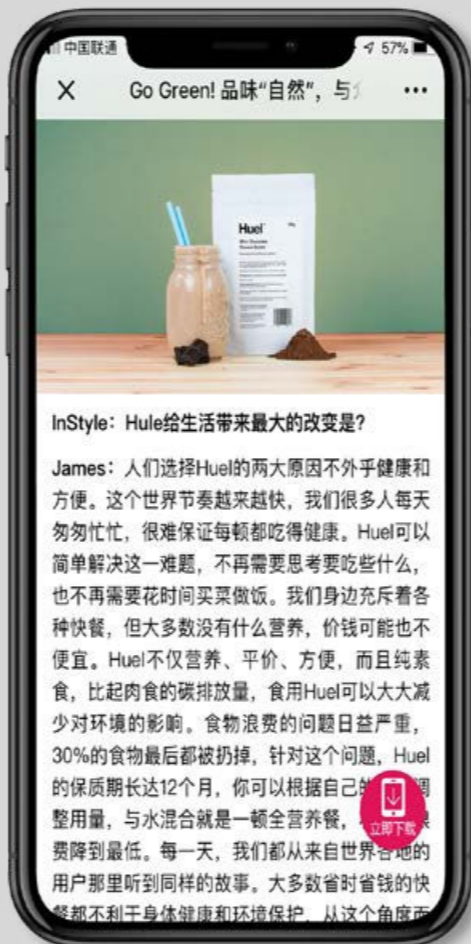 中国联通
57%
Go Green! 品味“自然”，与
Huel
InStyle：Hule给生活带来最大的改变是?
James：人们选择Huel的两大原因不外乎健康和
方便。这个世界节奏越来越快，我们很多人每天
匆匆忙忙，很难保证每顿都吃得健康。Huel可以
简单解决这一难题，不再需要思考要吃些什么，
也不再需要花时间买菜做饭。我们身边充斥着各
种快餐，但大多数没有什么营养，价钱可能也不
便宜。Huel不仅营养、平价、方便，而且纯素
食，比起肉食的碳排放量，食用Huel可以大大减
少对环境的影响。食物浪费的问题日益严重，
30%的食物最后都被扔掉，针对这个问题，Huel
的保质期长达12个月，你可以根据自己的 调
整用量，与水混合就是一顿全营养餐，
立即下载
费降到最低。每一天，我们都从来自世界各地的
用户那里听到同样的故事。大多数省时省钱的快
餐都不利于身体健康和环境保护，从这个角度而